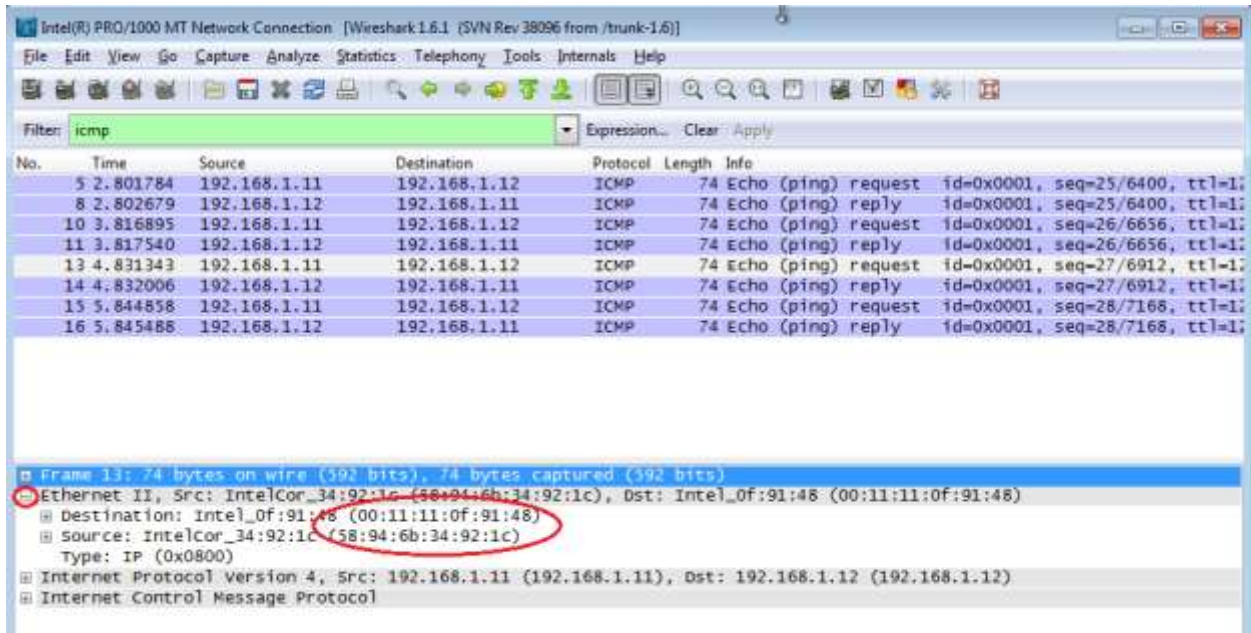 Intel(R) PRO/1000 MT Network Connection [Wireshark 1.6.1 (SVN Rev 38096 from /trunk-1.6)]
File Edit View Go Capture Analyze Statistics Telephony Tools Internals Help
Filter: icmp Expression... Clear Apply
No. Time Source Destination Protocol Length Info
5 2.801784 192.168.1.11 192.168.1.12 ICMP 74 Echo (ping) request id=0x0001, seq=25/6400, ttl=12
8 2.802679 192.168.1.12 192.168.1.11 ICMP 74 Echo (ping) reply id=0x0001, seq=25/6400, ttl=12
10 3.816895 192.168.1.11 192.168.1.12 ICMP 74 Echo (ping) request id=0x0001, seq=26/6656, ttl=12
11 3.817540 192.168.1.12 192.168.1.11 ICMP 74 Echo (ping) reply id=0x0001, seq=26/6656, ttl=12
13 4.831343 192.168.1.11 192.168.1.12 ICMP 74 Echo (ping) request id=0x0001, seq=27/6912, ttl=12
14 4.832006 192.168.1.12 192.168.1.11 ICMP 74 Echo (ping) reply id=0x0001, seq=27/6912, ttl=12
15 5.844858 192.168.1.11 192.168.1.12 ICMP 74 Echo (ping) request id=0x0001, seq=28/7168, ttl=12
16 5.845488 192.168.1.12 192.168.1.11 ICMP 74 Echo (ping) reply id=0x0001, seq=28/7168, ttl=12
Frame 13: 74 bytes on wire (592 bits), 74 bytes captured (592 bits)
Ethernet II, Src: IntelCor_34:92:1c (58:94:6b:34:92:1c), Dst: Intel_0f:91:48 (00:11:11:0f:91:48)
Destination: Intel_0f:91:48 (00:11:11:0f:91:48)
Source: IntelCor_34:92:1c (58:94:6b:34:92:1c)
Type: IP (0x0800)
Internet Protocol Version 4, Src: 192.168.1.11 (192.168.1.11), Dst: 192.168.1.12 (192.168.1.12)
Internet Control Message Protocol